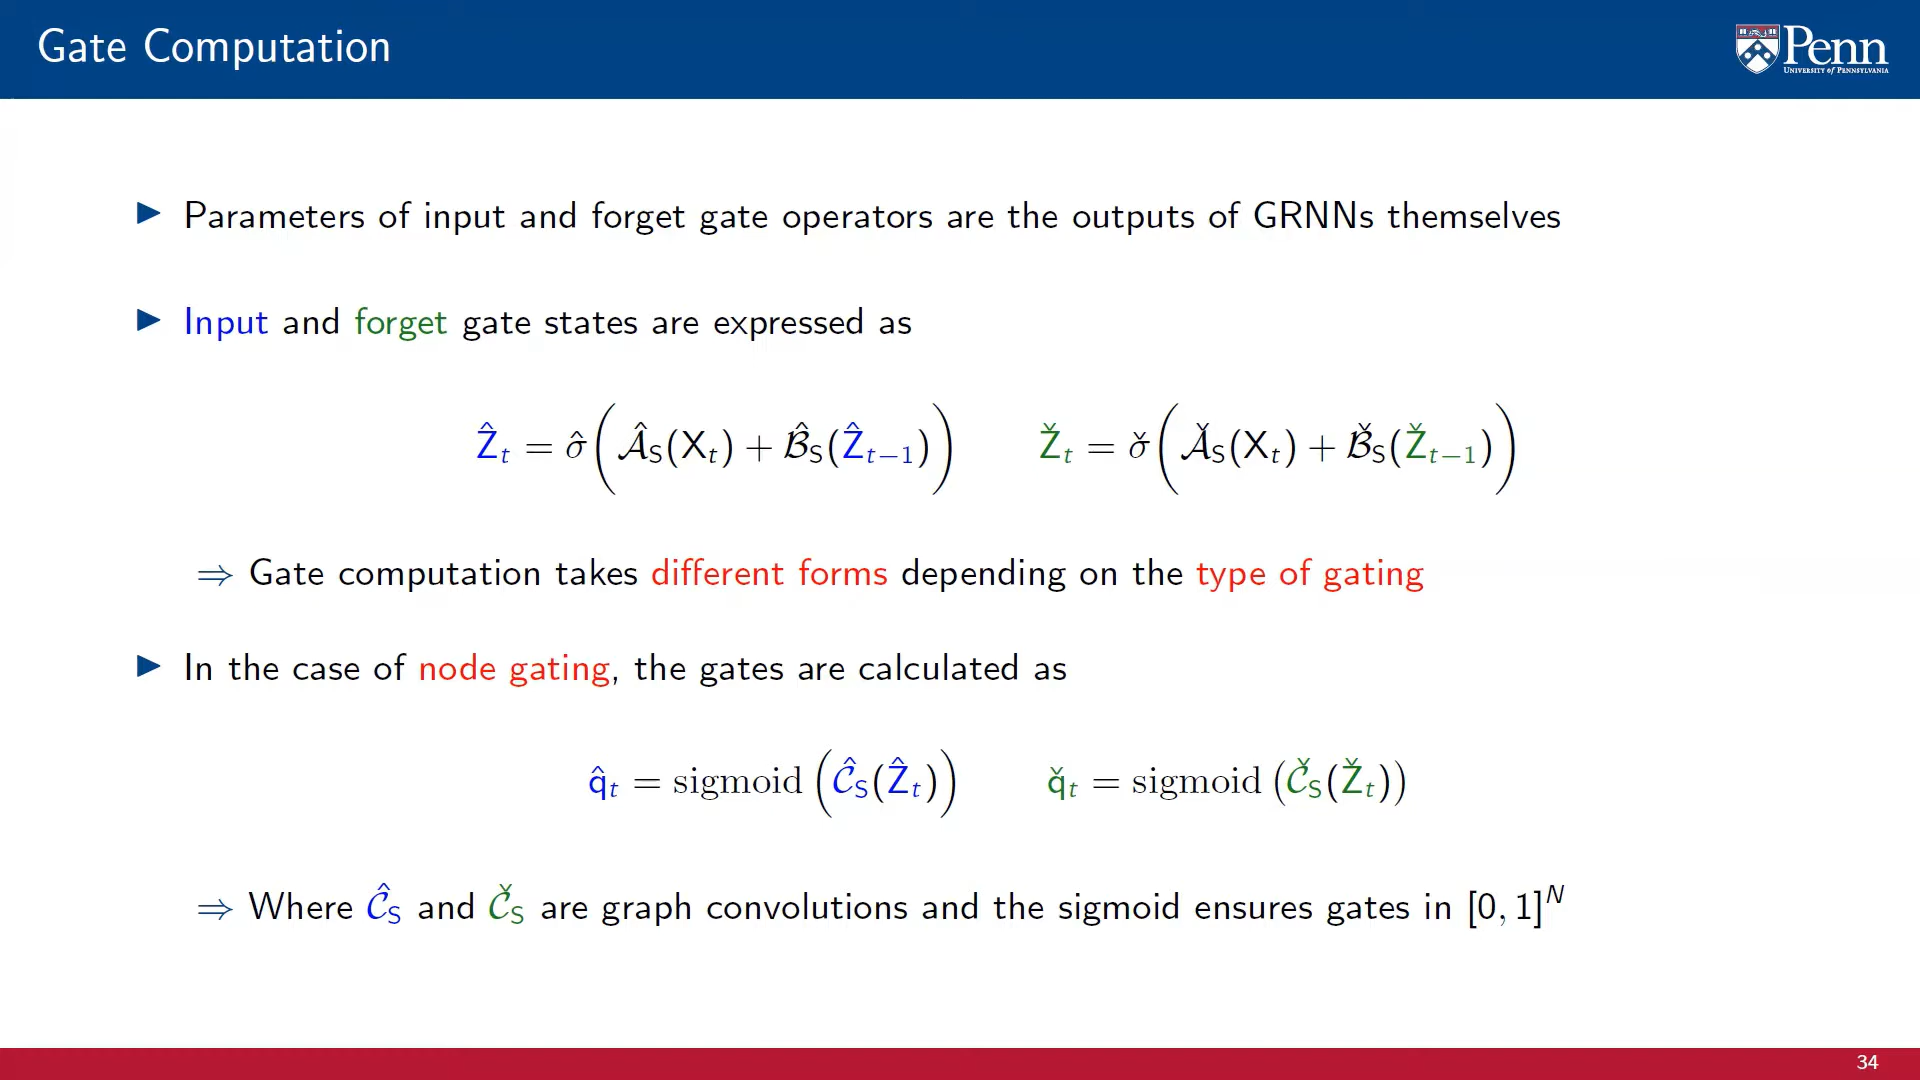 Gate Computation
Penn
UNIVERSITY of PENNSYLVANIA
▶ Parameters of input and forget gate operators are the outputs of GRNNs themselves
▶ Input and forget gate states are expressed as
Ẑ_t = σ̂(𝒜̂_S(X_t) + ℬ̂_S(Ẑ_{t−1})) Ž_t = σ̌(𝒜̌_S(X_t) + ℬ̌_S(Ž_{t−1}))
⇒ Gate computation takes different forms depending on the type of gating
▶ In the case of node gating, the gates are calculated as
q̂_t = sigmoid(𝒞̂_S(Ẑ_t)) q̌_t = sigmoid(𝒞̌_S(Ž_t))
⇒ Where 𝒞̂_S and 𝒞̌_S are graph convolutions and the sigmoid ensures gates in [0, 1]^N
34